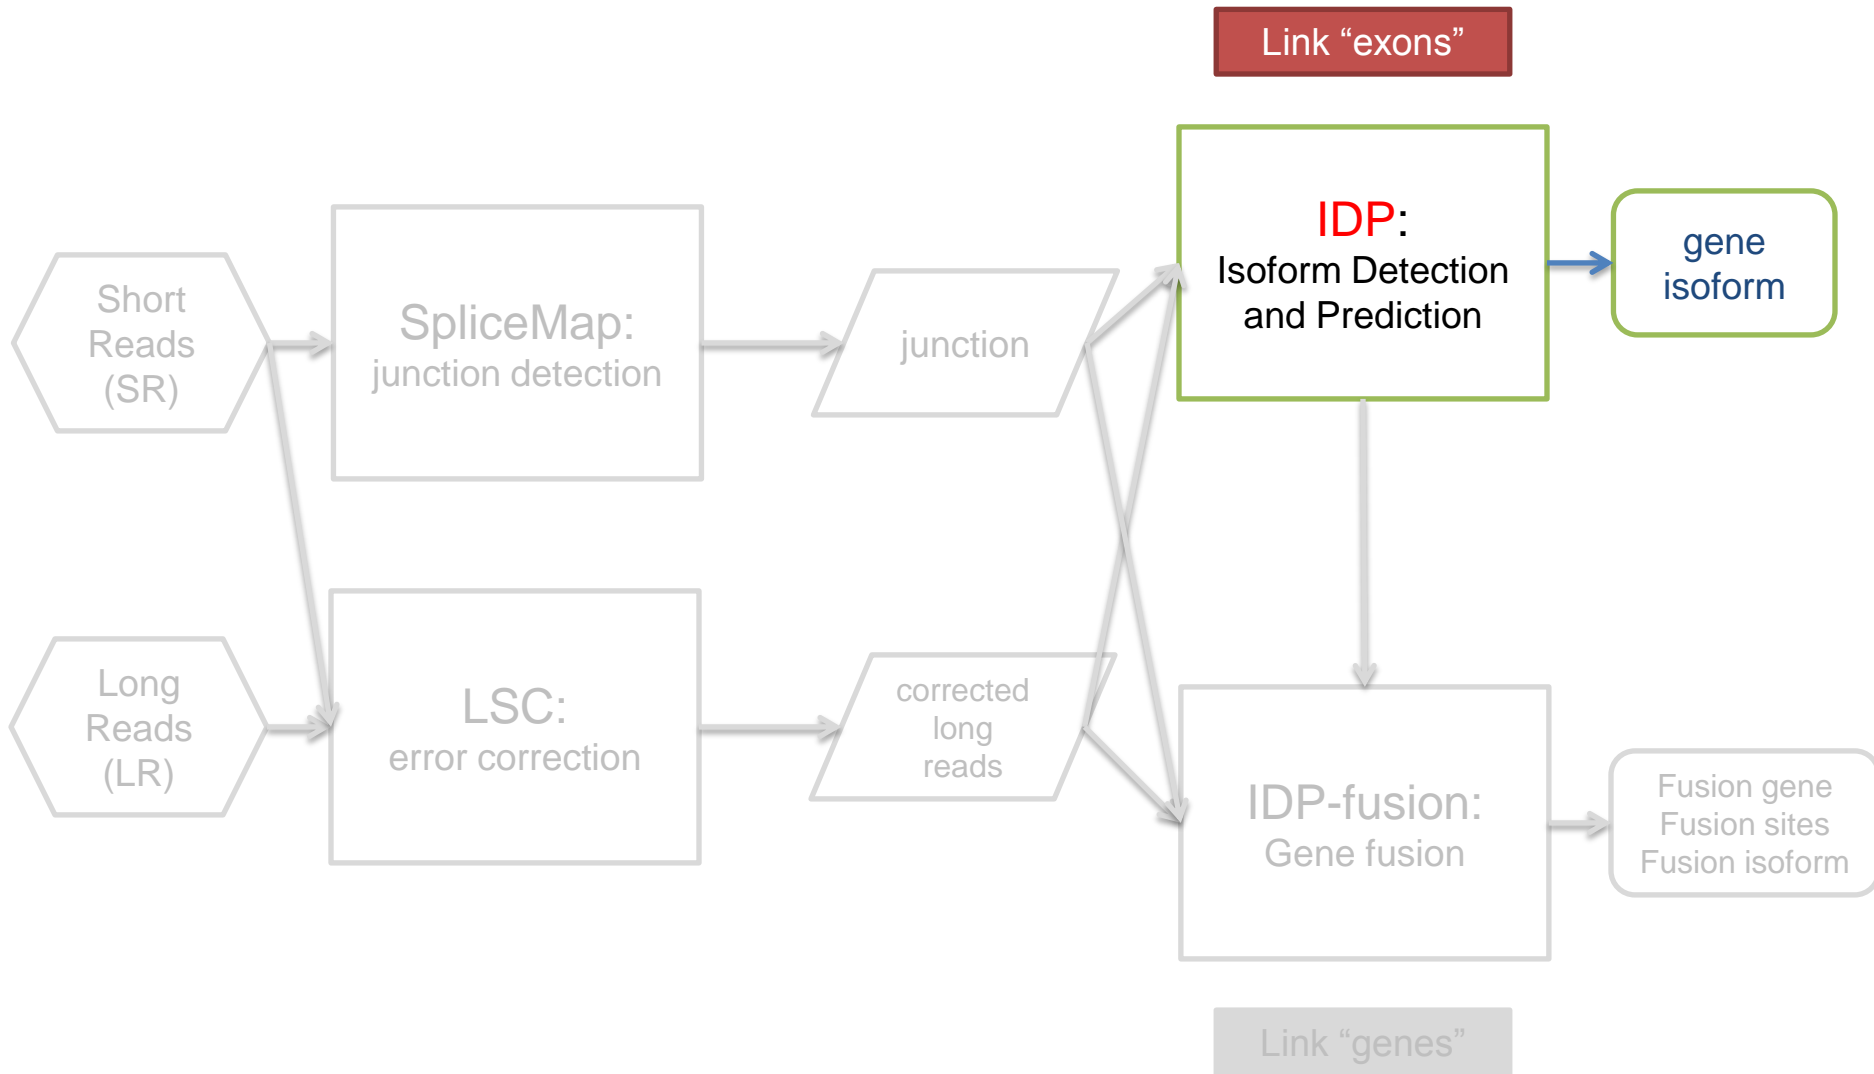 Link “exons”
IDP:
Isoform Detection
and Prediction
gene
isoform
Short
Reads
(SR)
SpliceMap:
junction detection
junction
Long
Reads
(LR)
LSC:
error correction
corrected
long
reads
IDP-fusion:
Gene fusion
Fusion gene
Fusion sites
Fusion isoform
Link “genes”